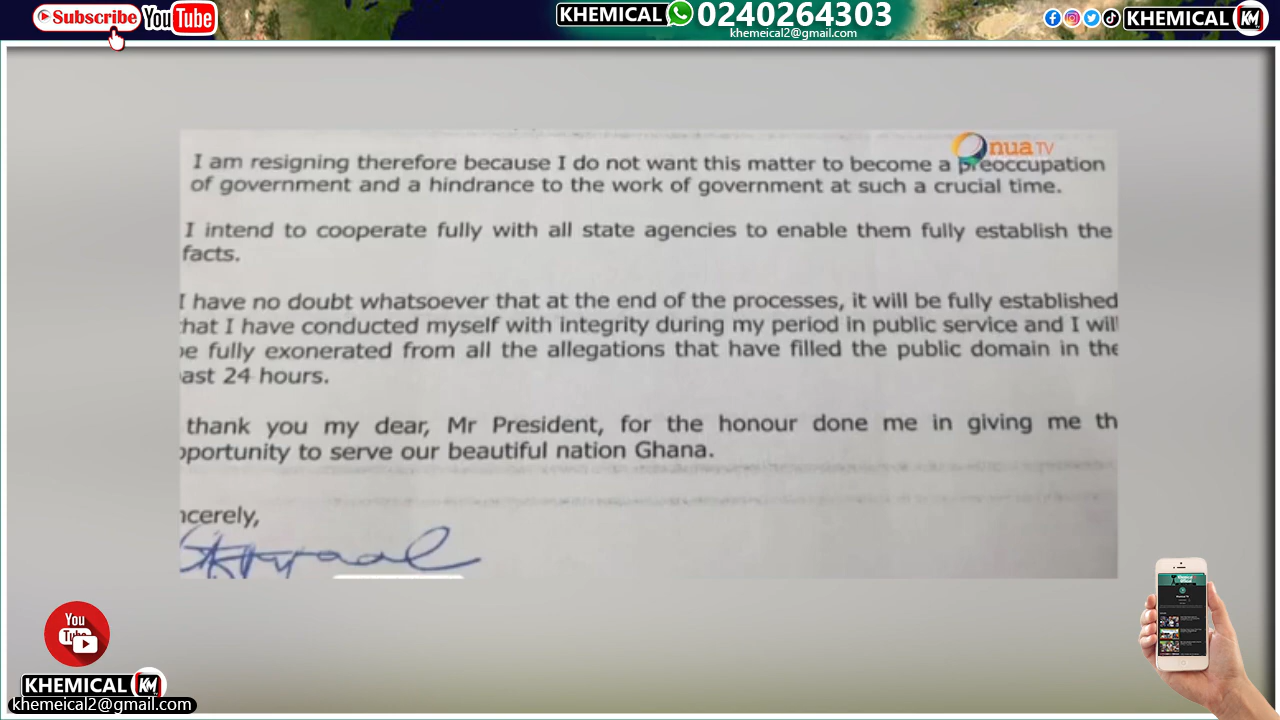 Subscribe YouTube
KHEMICAL 0240264303
khemeical2@gmail.com
KHEMICAL KM
nua TV
I am resigning therefore because I do not want this matter to become a preoccupation
of government and a hindrance to the work of government at such a crucial time.
I intend to cooperate fully with all state agencies to enable them fully establish the
facts.
I have no doubt whatsoever that at the end of the processes, it will be fully established
hat I have conducted myself with integrity during my period in public service and I will
e fully exonerated from all the allegations that have filled the public domain in the
ast 24 hours.
thank you my dear, Mr President, for the honour done me in giving me th
pportunity to serve our beautiful nation Ghana.
ncerely,
You
Tube
KHEMICAL KM
khemeical2@gmail.com